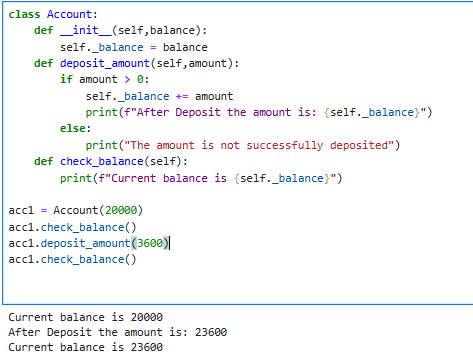 class Account:
    def __init__(self,balance):
        self._balance = balance
    def deposit_amount(self,amount):
        if amount > 0:
            self._balance += amount
            print(f"After Deposit the amount is: {self._balance}")
        else:
            print("The amount is not successfully deposited")
    def check_balance(self):
        print(f"Current balance is {self._balance}")

acc1 = Account(20000)
acc1.check_balance()
acc1.deposit_amount(3600)
acc1.check_balance()

Current balance is 20000
After Deposit the amount is: 23600
Current balance is 23600